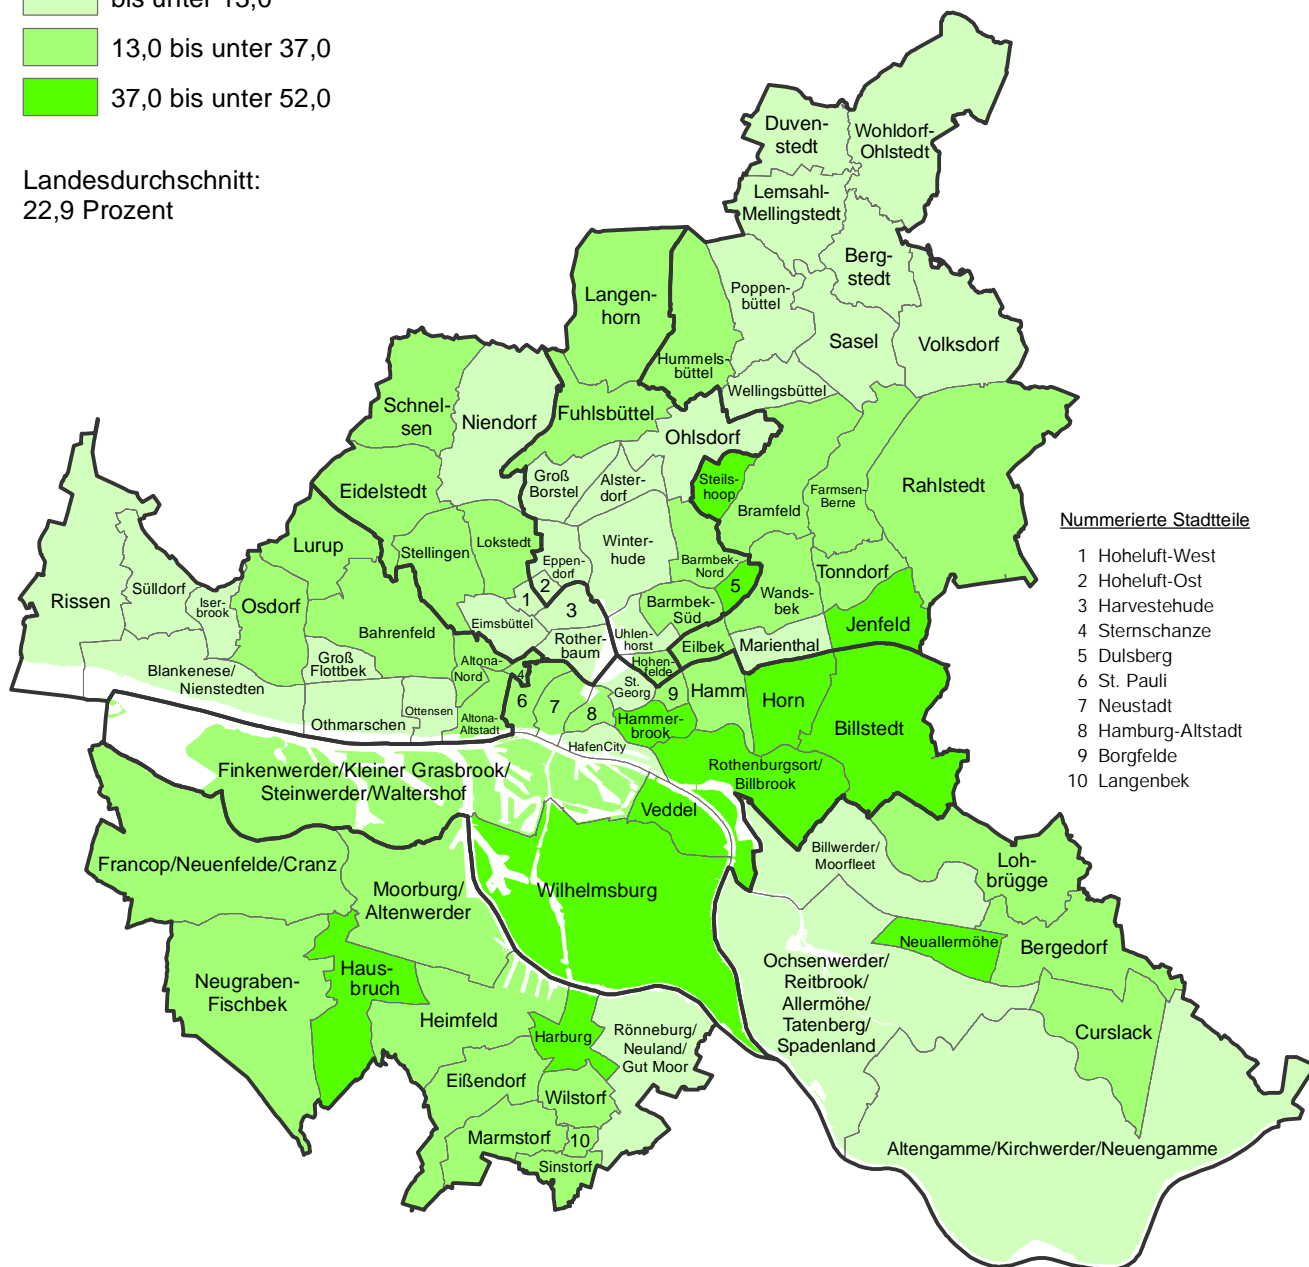 bis unter 13,0
13,0 bis unter 37,0
37,0 bis unter 52,0
Landesdurchschnitt:
22,9 Prozent
Duven-
stedt
Wohldorf-
Ohlstedt
Lemsahl-
Mellingstedt
Berg-
stedt
Poppen-
büttel
Langen-
horn
Sasel
Volksdorf
Hummels-
büttel
Wellingsbüttel
Schnel-
sen
Niendorf
Fuhlsbüttel
Ohlsdorf
Groß
Borstel
Alster-
dorf
Steils-
hoop
Eidelstedt
Bramfeld
Farmsen-
Berne
Rahlstedt
Lurup
Stellingen
Lokstedt
Winter-
hude
Eppen-
dorf
Barmbek-
Nord
5
Tonndorf
Wands-
bek
Rissen
Sülldorf
Iser-
brook
Osdorf
1
2
3
Barmbek-
Süd
Jenfeld
Bahrenfeld
Eimsbüttel
Rother-
baum
Uhlen-
horst
Eilbek
Marienthal
Groß
Flottbek
Blankenese/
Nienstedten
Altona-
Nord
4
Hohen-
felde
St.
Georg
9
Hamm
Horn
Billstedt
Othmarschen
Ottensen
Altona-
Altstadt
6
7
8
Hammer-
brook
HafenCity
Rothenburgsort/
Billbrook
Finkenwerder/Kleiner Grasbrook/
Steinwerder/Waltershof
Veddel
Nummerierte Stadtteile
1 Hoheluft-West
2 Hoheluft-Ost
3 Harvestehude
4 Sternschanze
5 Dulsberg
6 St. Pauli
7 Neustadt
8 Hamburg-Altstadt
9 Borgfelde
10 Langenbek
Francop/Neuenfelde/Cranz
Moorburg/
Altenwerder
Wilhelmsburg
Billwerder/
Moorfleet
Loh-
brügge
Neuallermöhe
Bergedorf
Neugraben-
Fischbek
Haus-
bruch
Ochsenwerder/
Reitbrook/
Allermöhe/
Tatenberg/
Spadenland
Curslack
Heimfeld
Harburg
Rönneburg/
Neuland/
Gut Moor
Eißendorf
Wilstorf
Marmstorf
10
Sinstorf
Altengamme/Kirchwerder/Neuengamme